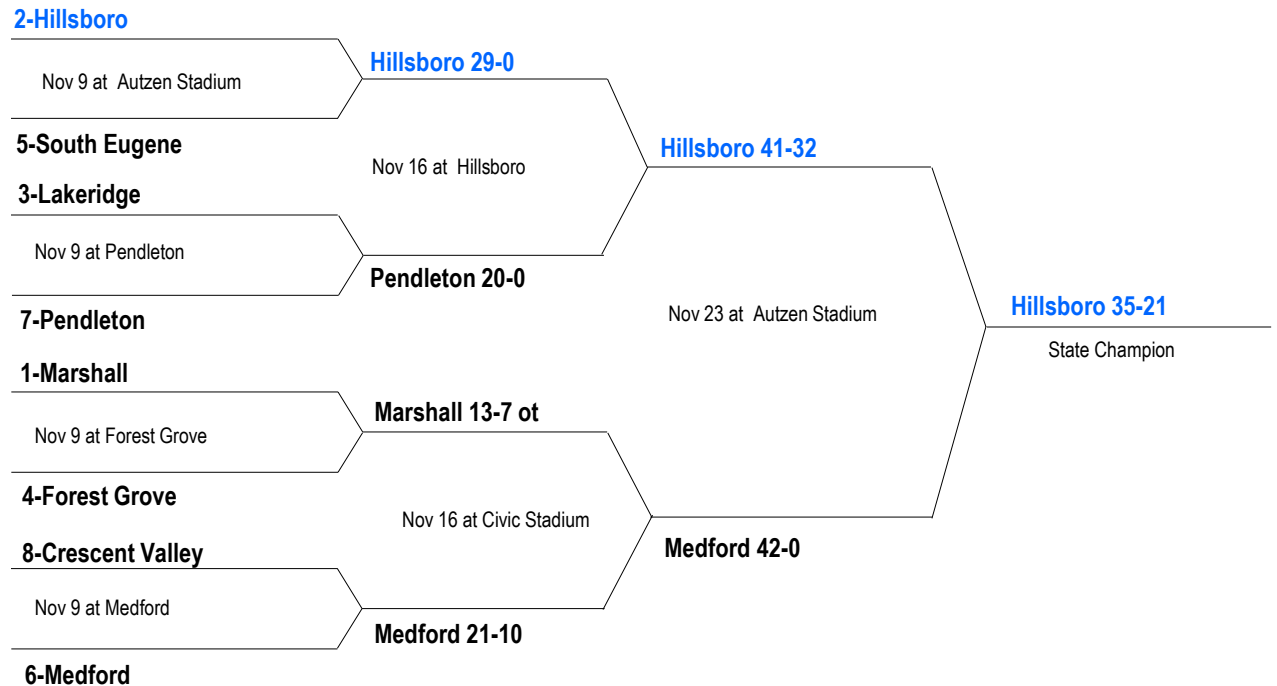 2-Hillsboro
Nov 9 at Autzen Stadium
5-South Eugene
Hillsboro 29-0
Nov 16 at Hillsboro
3-Lakeridge
Nov 9 at Pendleton
7-Pendleton
Pendleton 20-0
Hillsboro 41-32
Nov 23 at Autzen Stadium
Hillsboro 35-21
State Champion
1-Marshall
Nov 9 at Forest Grove
4-Forest Grove
Marshall 13-7 ot
Nov 16 at Civic Stadium
8-Crescent Valley
Nov 9 at Medford
6-Medford
Medford 21-10
Medford 42-0